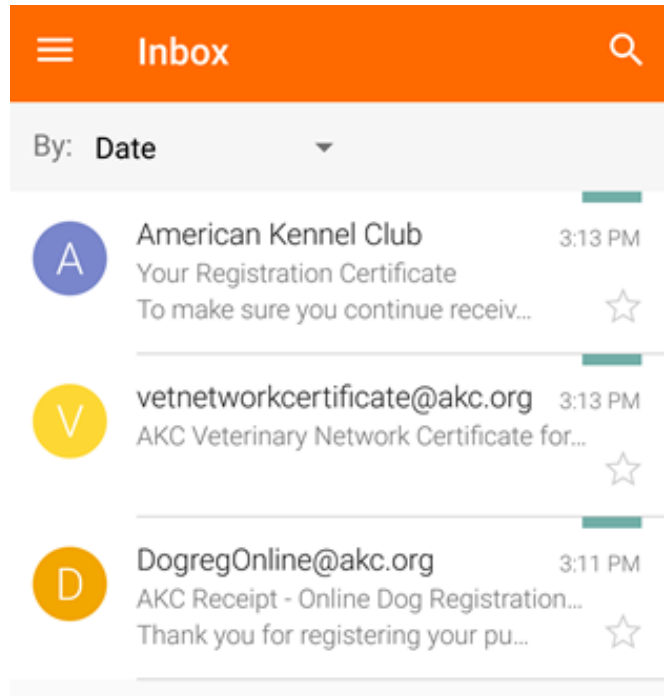 Inbox
By: Date
A
American Kennel Club 3:13 PM
Your Registration Certificate
To make sure you continue receiv...
V
vetnetworkcertificate@akc.org 3:13 PM
AKC Veterinary Network Certificate for...
D
DogregOnline@akc.org 3:11 PM
AKC Receipt - Online Dog Registration...
Thank you for registering your pu...